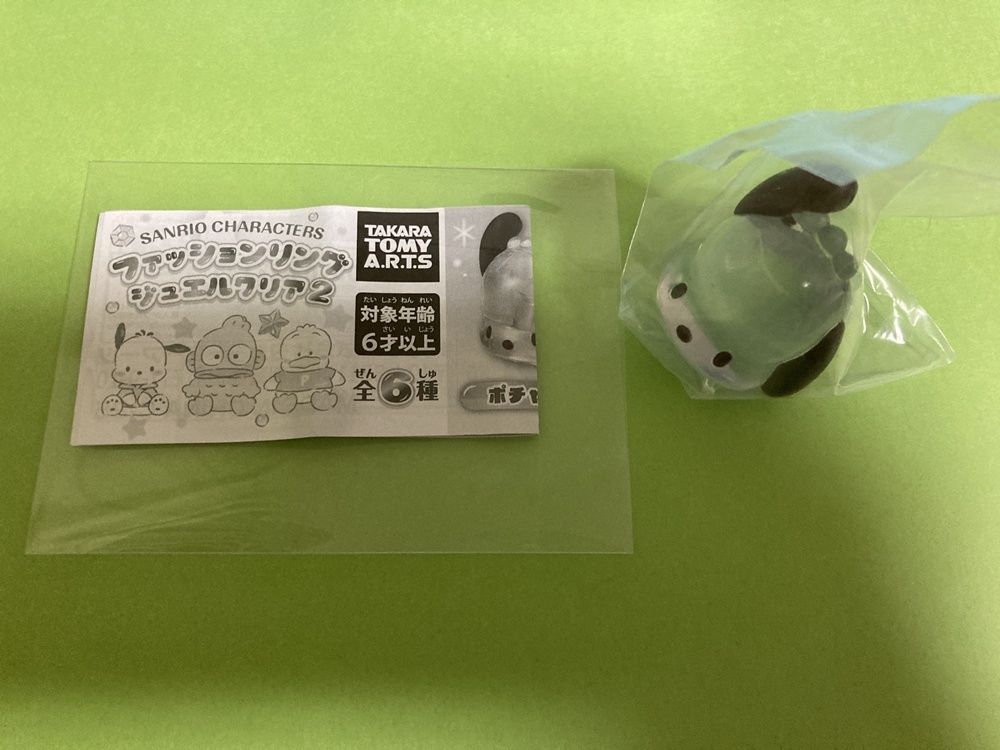 SANRIO CHARACTERS
ファッションリング
ジュエルクリア2
TAKARA
TOMY
A.R.T.S
たい しょう ねん れい
対象年齢
さい い じょう
6才以上
ぜん しゅ
全6種
P
ポチャ